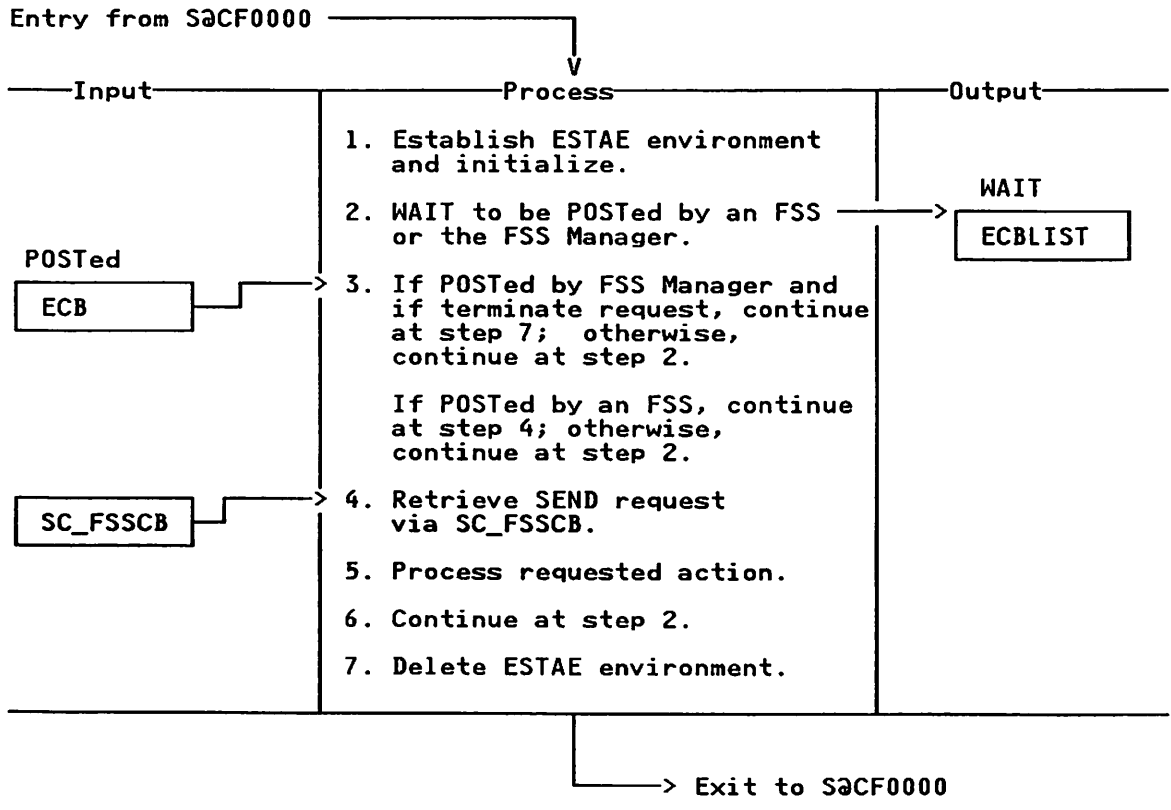 Entry from S∂CF0000
Input
Process
Output
1. Establish ESTAE environment
and initialize.
2. WAIT to be POSTed by an FSS
or the FSS Manager.
WAIT
ECBLIST
POSTed
ECB
3. If POSTed by FSS Manager and
if terminate request, continue
at step 7; otherwise,
continue at step 2.
If POSTed by an FSS, continue
at step 4; otherwise,
continue at step 2.
SC_FSSCB
4. Retrieve SEND request
via SC_FSSCB.
5. Process requested action.
6. Continue at step 2.
7. Delete ESTAE environment.
Exit to S∂CF0000